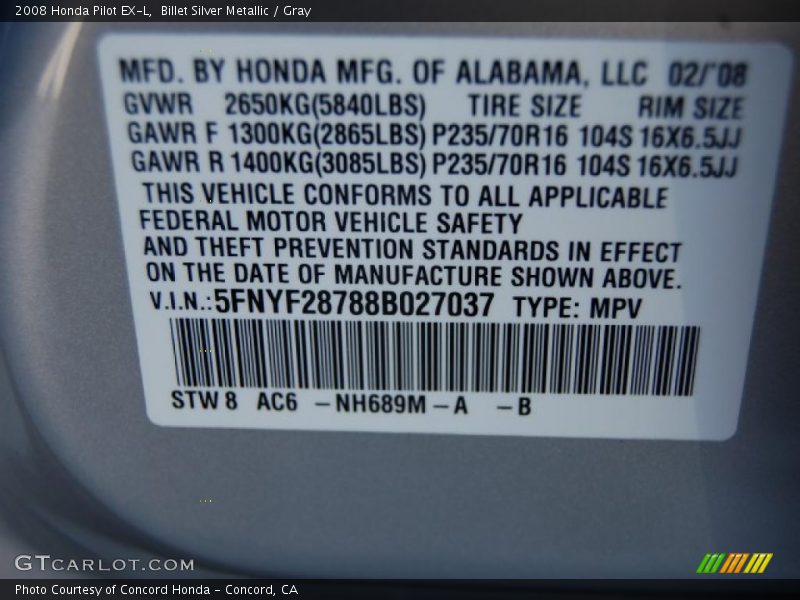 2008 Honda Pilot EX-L,  Billet Silver Metallic / Gray
MFD. BY HONDA MFG. OF ALABAMA, LLC 02/'08
GVWR 2650KG(5840LBS) TIRE SIZE RIM SIZE
GAWR F 1300KG(2865LBS) P235/70R16 104S 16X6.5JJ
GAWR R 1400KG(3085LBS) P235/70R16 104S 16X6.5JJ
THIS VEHICLE CONFORMS TO ALL APPLICABLE
FEDERAL MOTOR VEHICLE SAFETY
AND THEFT PREVENTION STANDARDS IN EFFECT
ON THE DATE OF MANUFACTURE SHOWN ABOVE.
V.I.N.:5FNYF28788B027037 TYPE: MPV
STW 8 AC6 -NH689M-A -B
GTCARLOT.COM
Photo Courtesy of Concord Honda - Concord, CA